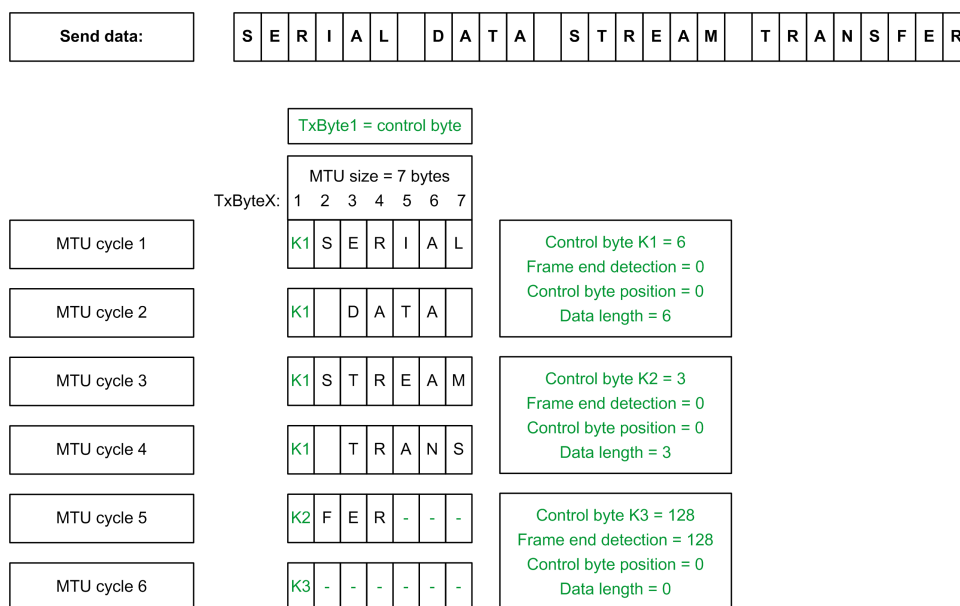 Send data: S E R I A L D A T A S T R E A M T R A N S F E R
TxByte1 = control byte
MTU size = 7 bytes
TxByteX: 1 2 3 4 5 6 7
MTU cycle 1 K1 S E R I A L
Control byte K1 = 6
Frame end detection = 0
Control byte position = 0
Data length = 6
MTU cycle 2 K1 D A T A
MTU cycle 3 K1 S T R E A M
Control byte K2 = 3
Frame end detection = 0
Control byte position = 0
Data length = 3
MTU cycle 4 K1 T R A N S
MTU cycle 5 K2 F E R - - -
Control byte K3 = 128
Frame end detection = 128
Control byte position = 0
Data length = 0
MTU cycle 6 K3 - - - - - -